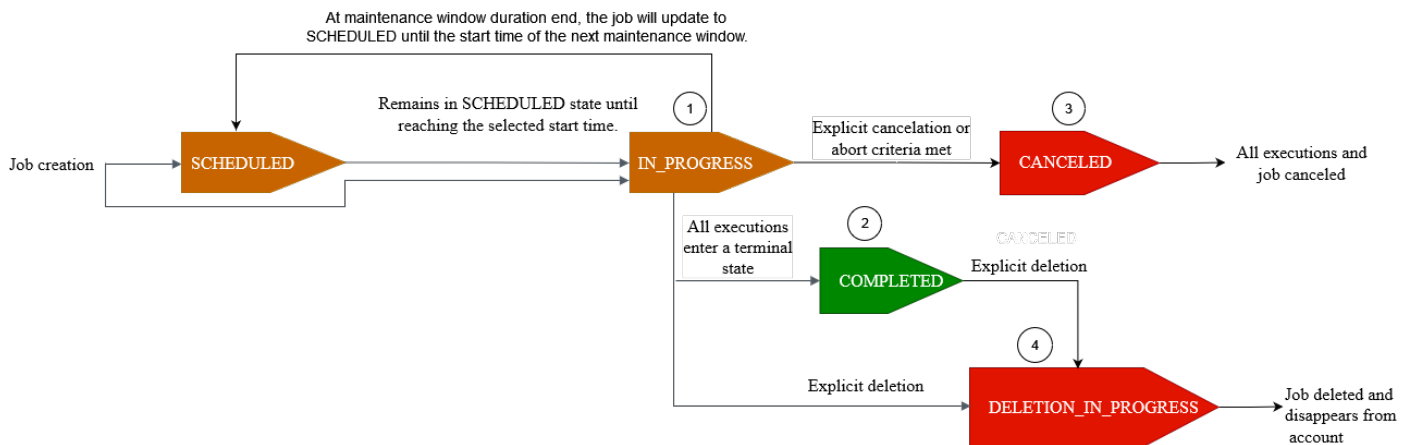 At maintenance window duration end, the job will update to
SCHEDULED until the start time of the next maintenance window.
Remains in SCHEDULED state until
reaching the selected start time.
1
3
Job creation
SCHEDULED
IN_PROGRESS
Explicit cancelation or
abort criteria met
CANCELED
All executions and
job canceled
All executions
enter a terminal
state
2
CANCELED
COMPLETED
Explicit deletion
4
Explicit deletion
DELETION_IN_PROGRESS
Job deleted and
disappears from
account